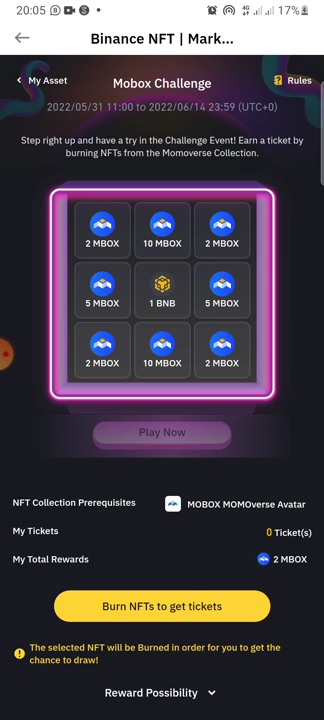 20:05 17%
Binance NFT | Mark...
My Asset Mobox Challenge Rules
2022/05/31 11:00 to 2022/06/14 23:59 (UTC+0)
Step right up and have a try in the Challenge Event! Earn a ticket by
burning NFTs from the Momoverse Collection.
2 MBOX 10 MBOX 2 MBOX
5 MBOX 1 BNB 5 MBOX
2 MBOX 10 MBOX 2 MBOX
Play Now
NFT Collection Prerequisites MOBOX MOMOverse Avatar
My Tickets 0 Ticket(s)
My Total Rewards 2 MBOX
Burn NFTs to get tickets
The selected NFT will be Burned in order for you to get the
chance to draw!
Reward Possibility